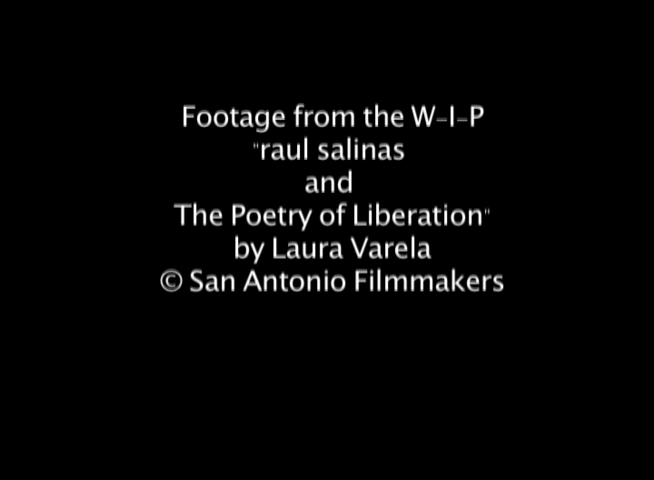 Footage from the W-I-P
"raul salinas
and
The Poetry of Liberation"
by Laura Varela
© San Antonio Filmmakers